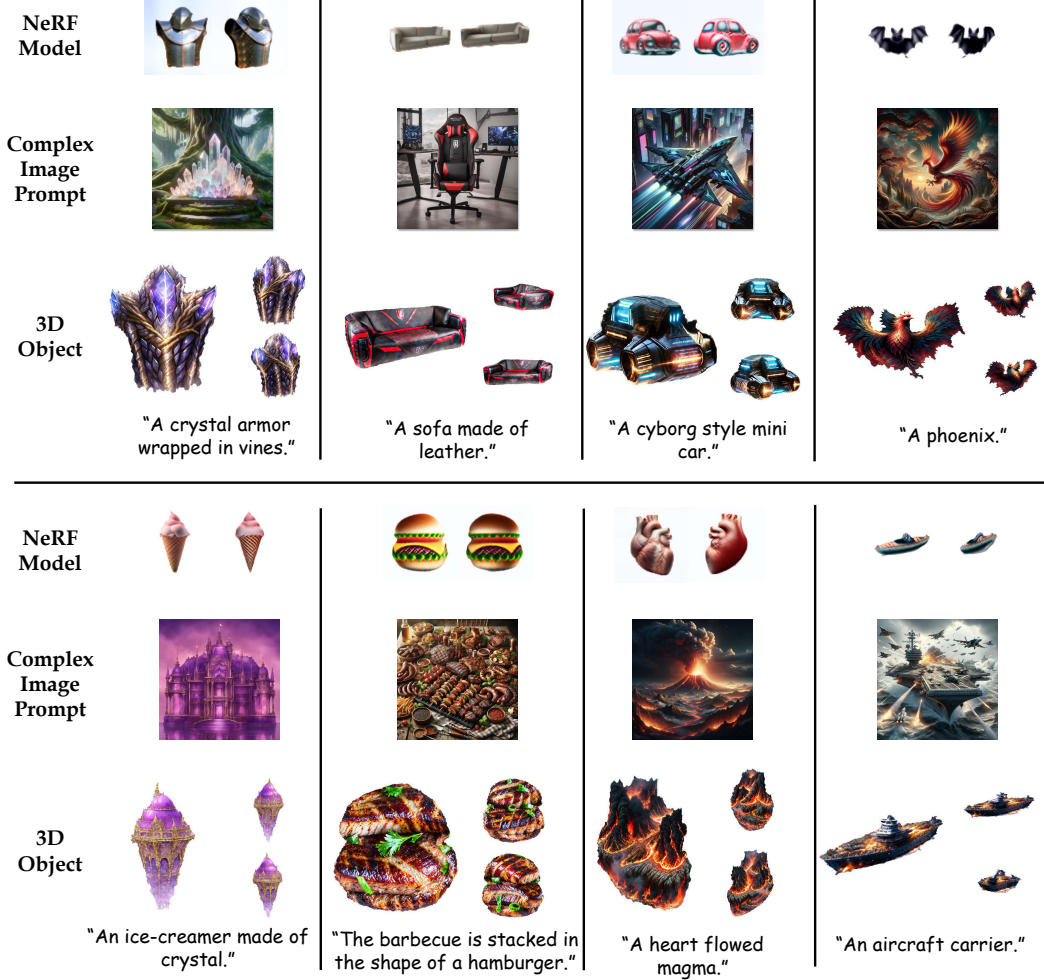 NeRF
Model
Complex
Image
Prompt
3D
Object
“A crystal armor
wrapped in vines.”
“A sofa made of
leather.”
“A cyborg style mini
car.”
“A phoenix.”
NeRF
Model
Complex
Image
Prompt
3D
Object
“An ice-creamer made of
crystal.”
“The barbecue is stacked in
the shape of a hamburger.”
“A heart flowed
magma.”
“An aircraft carrier.”